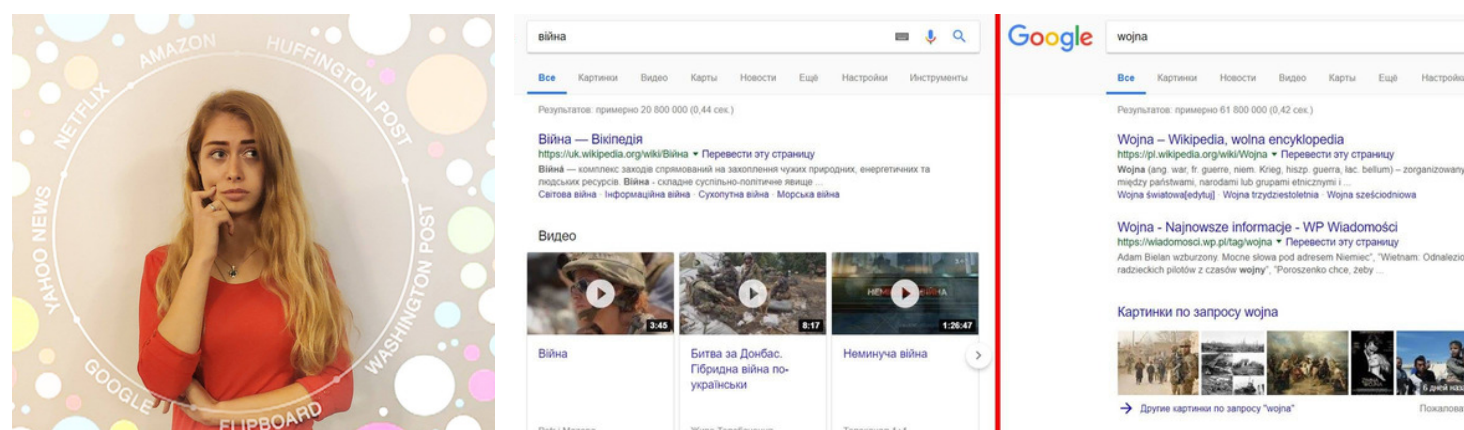 AMAZON
HUFFINGTON POST
WASHINGTON POST
FLIPBOARD
GOOGLE
YAHOO NEWS
NETFLIX
війна
Все Картинки Видео Карты Новости Ещё Настройки Инструменты
Результатов: примерно 20 800 000 (0,44 сек.)
Війна — Вікіпедія
https://uk.wikipedia.org/wiki/Війна ▾ Перевести эту страницу
Війна́ — комплекс заходів спрямований на захоплення чужих природних, енергетичних та
людських ресурсів. Війна - складне суспільно-політичне явище ...
Світова війна · Інформаційна війна · Сухопутна війна · Морська війна
Видео
НЕМИ ІНА
3:45 8:17 1:26:47
Війна Битва за Донбас. Неминуча війна
Гібридна війна по-
українськи
Google wojna
Все Картинки Новости Видео Карты Ещё Настройки
Результатов: примерно 61 800 000 (0,42 сек.)
Wojna – Wikipedia, wolna encyklopedia
https://pl.wikipedia.org/wiki/Wojna ▾ Перевести эту страницу
Wojna (ang. war, fr. guerre, niem. Krieg, hiszp. guerra, łac. bellum) – zorganizowany
między państwami, narodami lub grupami etnicznymi i ...
Wojna światowa[edytuj] · Wojna trzydziestoletnia · Wojna sześciodniowa
Wojna - Najnowsze informacje - WP Wiadomości
https://wiadomosci.wp.pl/tag/wojna ▾ Перевести эту страницу
Adam Bielan wzburzony. Mocne słowa pod adresem Niemiec", "Wietnam: Odnalezio
radzieckich pilotów z czasów wojny", "Poroszenko chce, żeby ...
Картинки по запросу wojna
6 дней наза
→ Другие картинки по запросу "wojna" Пожалова